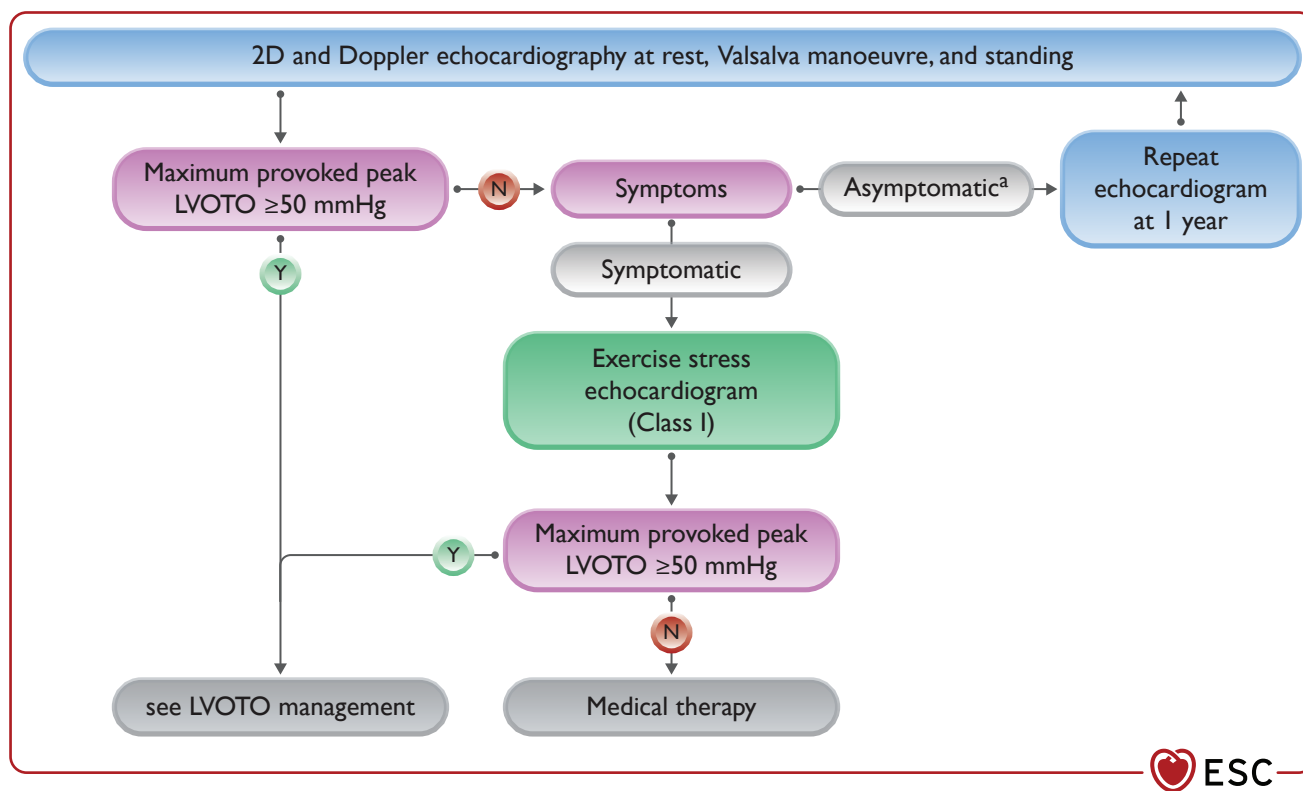 2D and Doppler echocardiography at rest, Valsalva manoeuvre, and standing
Maximum provoked peak
LVOTO ≥50 mmHg
N
Symptoms
Asymptomaticᵃ
Repeat
echocardiogram
at 1 year
Y
Symptomatic
Exercise stress
echocardiogram
(Class I)
Maximum provoked peak
LVOTO ≥50 mmHg
Y
N
see LVOTO management
Medical therapy
ESC